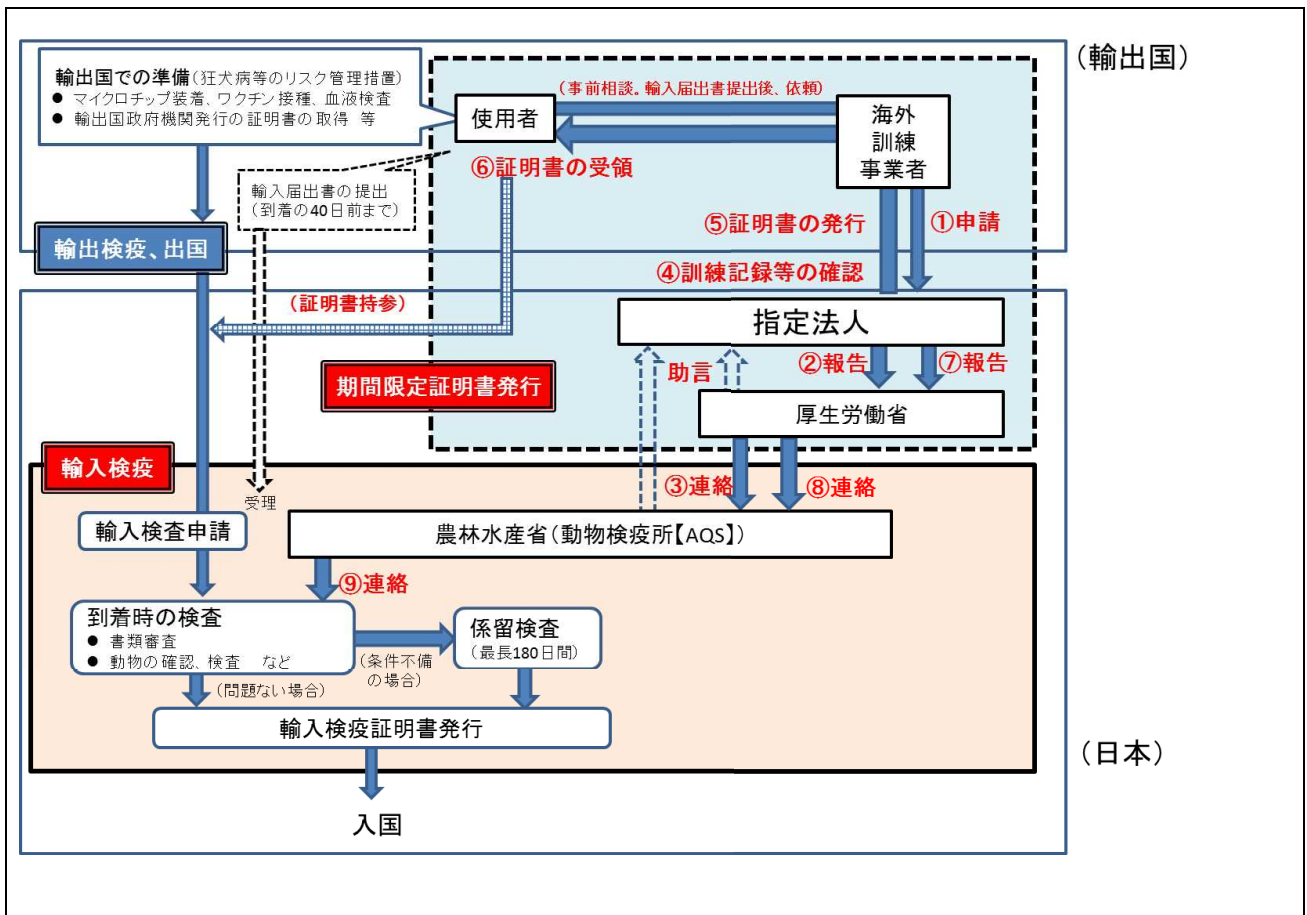 (輸出国)
輸出国での準備(狂犬病等のリスク管理措置)
● マイクロチップ装着、ワクチン接種、血液検査
● 輸出国政府機関発行の証明書の取得 等
(事前相談。輸入届出書提出後、依頼)
使用者
海外
訓練
事業者
⑥証明書の受領
輸入届出書の提出
(到着の40日前まで)
⑤証明書の発行
①申請
輸出検疫、出国
④訓練記録等の確認
(証明書持参)
指定法人
助言
②報告
⑦報告
期間限定証明書発行
厚生労働省
輸入検疫
③連絡
⑧連絡
受理
輸入検査申請
農林水産省(動物検疫所【AQS】)
⑨連絡
到着時の検査
● 書類審査
● 動物の確認、検査 など
係留検査
(最長180日間)
(条件不備
の場合)
(問題ない場合)
輸入検疫証明書発行
(日本)
入国